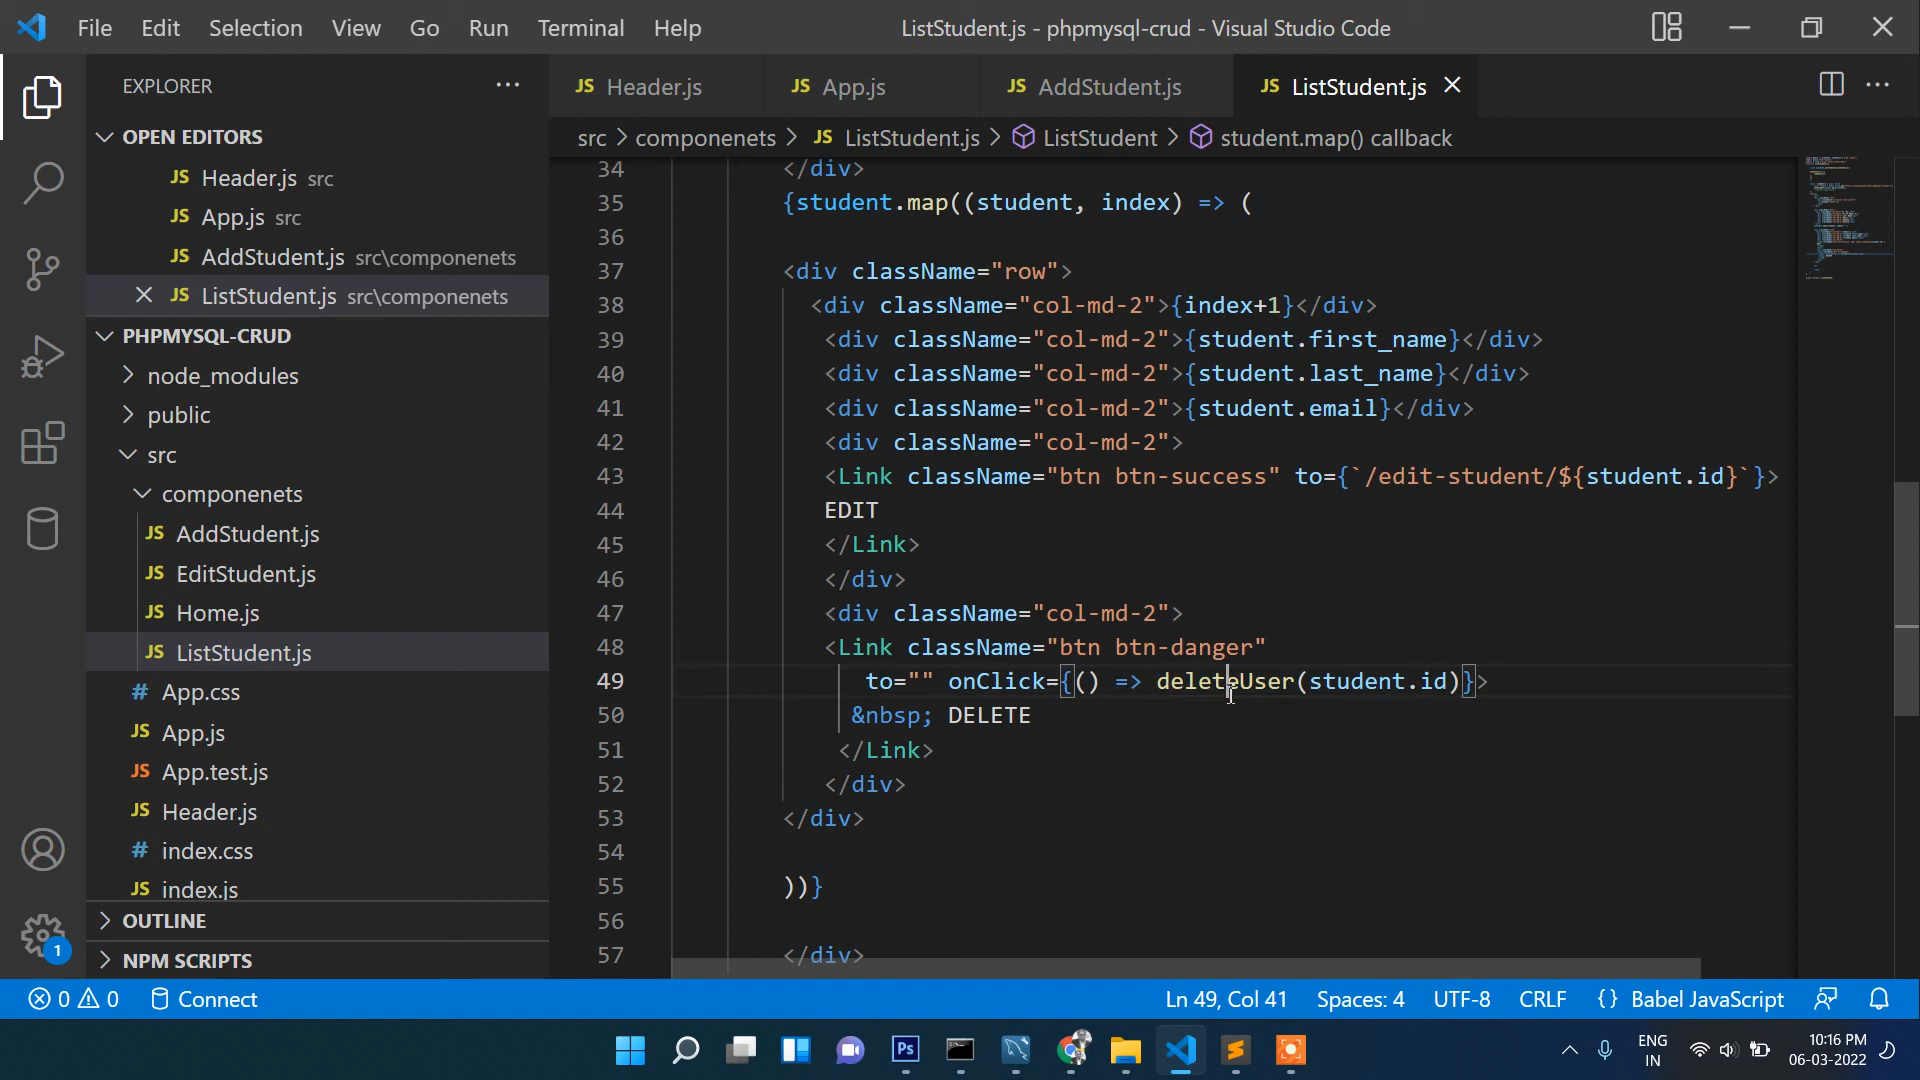 File Edit Selection View Go Run Terminal Help ListStudent.js - phpmysql-crud - Visual Studio Code
EXPLORER
JS Header.js JS App.js JS AddStudent.js JS ListStudent.js
src > componenets > JS ListStudent.js > ListStudent > student.map() callback
OPEN EDITORS
JS Header.js src
JS App.js src
JS AddStudent.js src\componenets
JS ListStudent.js src\componenets
PHPMYSQL-CRUD
node_modules
public
src
componenets
JS AddStudent.js
JS EditStudent.js
JS Home.js
JS ListStudent.js
# App.css
JS App.js
JS App.test.js
JS Header.js
# index.css
JS index.js
OUTLINE
NPM SCRIPTS
34 </div>
35 {student.map((student, index) => (
36
37 <div className="row">
38 <div className="col-md-2">{index+1}</div>
39 <div className="col-md-2">{student.first_name}</div>
40 <div className="col-md-2">{student.last_name}</div>
41 <div className="col-md-2">{student.email}</div>
42 <div className="col-md-2">
43 <Link className="btn btn-success" to={`/edit-student/${student.id}`}>
44 EDIT
45 </Link>
46 </div>
47 <div className="col-md-2">
48 <Link className="btn btn-danger"
49 to="" onClick={() => deleteUser(student.id)}>
50 &nbsp; DELETE
51 </Link>
52 </div>
53 </div>
54
55 ))}
56
57 </div>
1
0 0 Connect Ln 49, Col 41 Spaces: 4 UTF-8 CRLF {} Babel JavaScript
Ps
ENG
IN
10:16 PM
06-03-2022